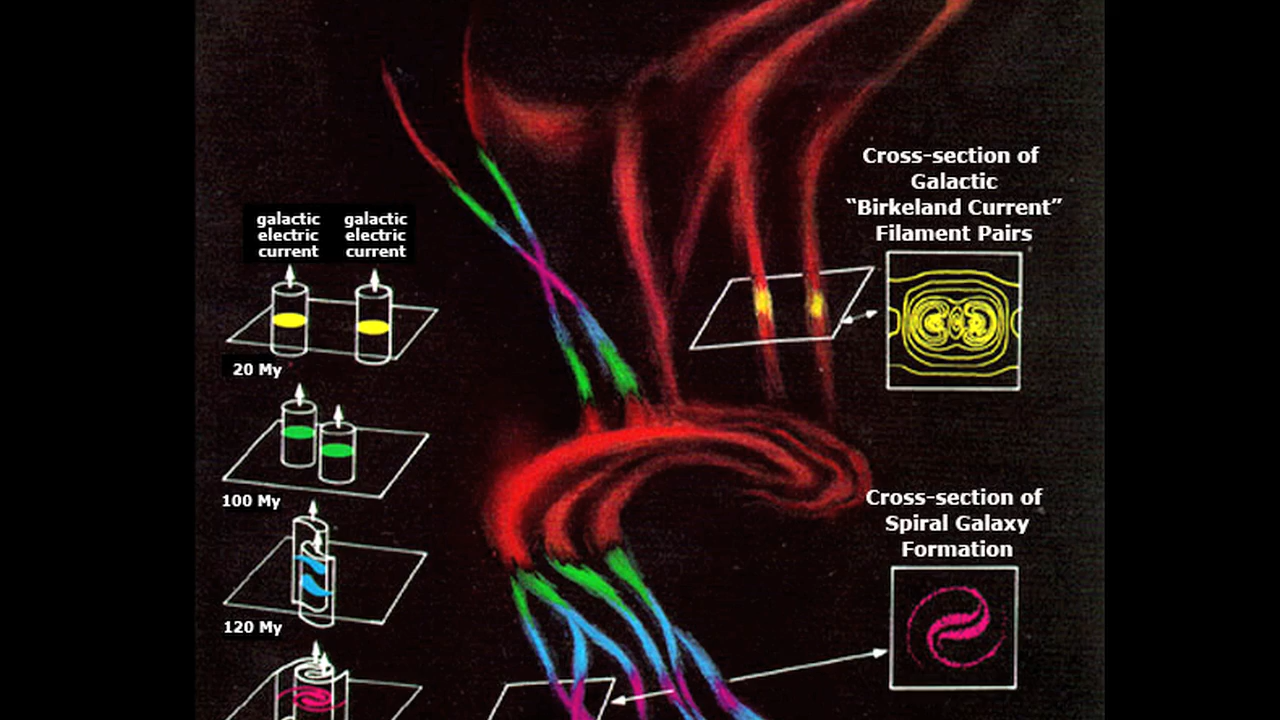 Cross-section of
Galactic
“Birkeland Current”
Filament Pairs
galactic
electric
current
galactic
electric
current
20 My
100 My
Cross-section of
Spiral Galaxy
Formation
120 My